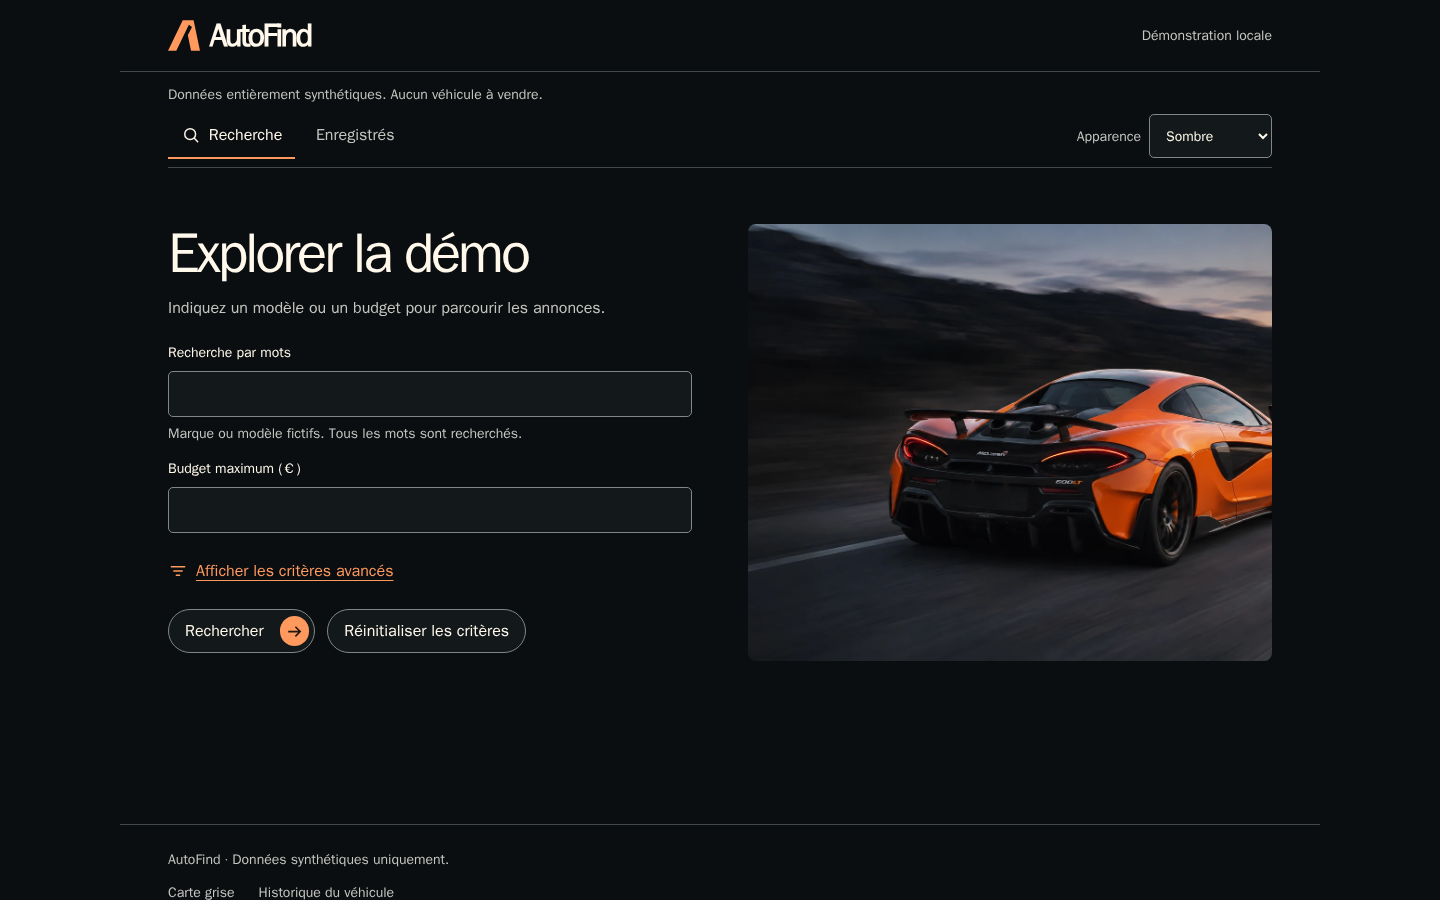 AutoFind
Démonstration locale
Données entièrement synthétiques. Aucun véhicule à vendre.
Recherche
Enregistrés
Apparence
Sombre
Explorer la démo
Indiquez un modèle ou un budget pour parcourir les annonces.
Recherche par mots
Marque ou modèle fictifs. Tous les mots sont recherchés.
Budget maximum (€)
Afficher les critères avancés
Rechercher
Réinitialiser les critères
McLaren
600LT
AutoFind · Données synthétiques uniquement.
Carte grise
Historique du véhicule